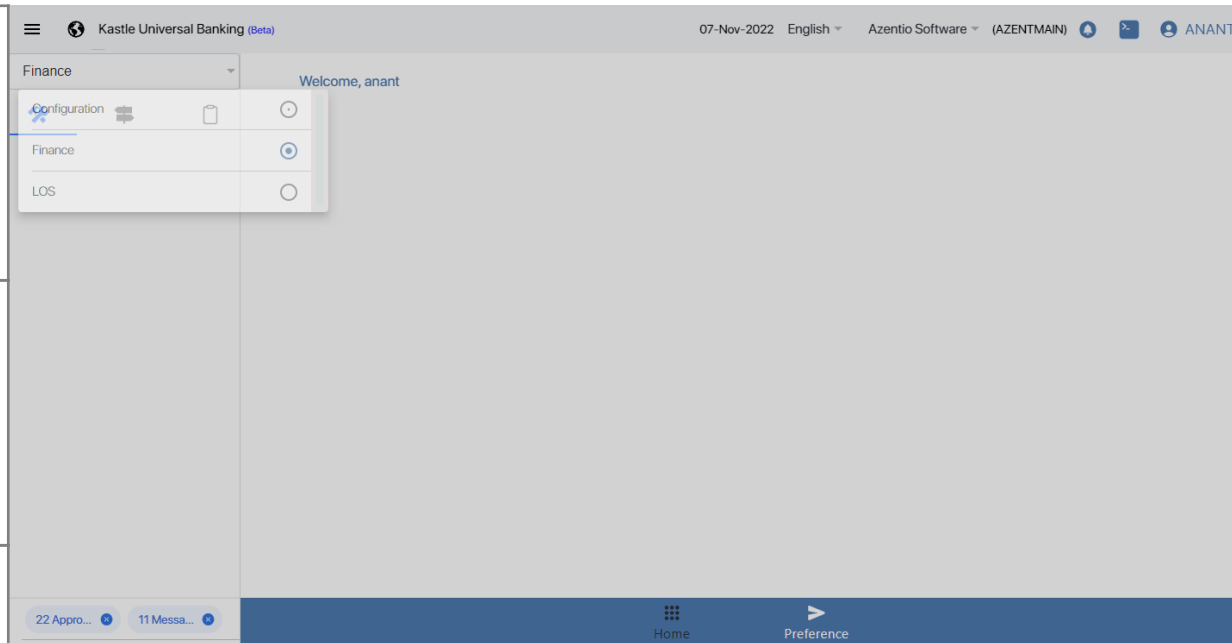 Kastle Universal Banking (Beta)
07-Nov-2022 English Azentio Software (AZENTMAIN) ANANT
Finance
Welcome, anant
Configuration
Finance
LOS
22 Appro... 11 Messa...
Home Preference